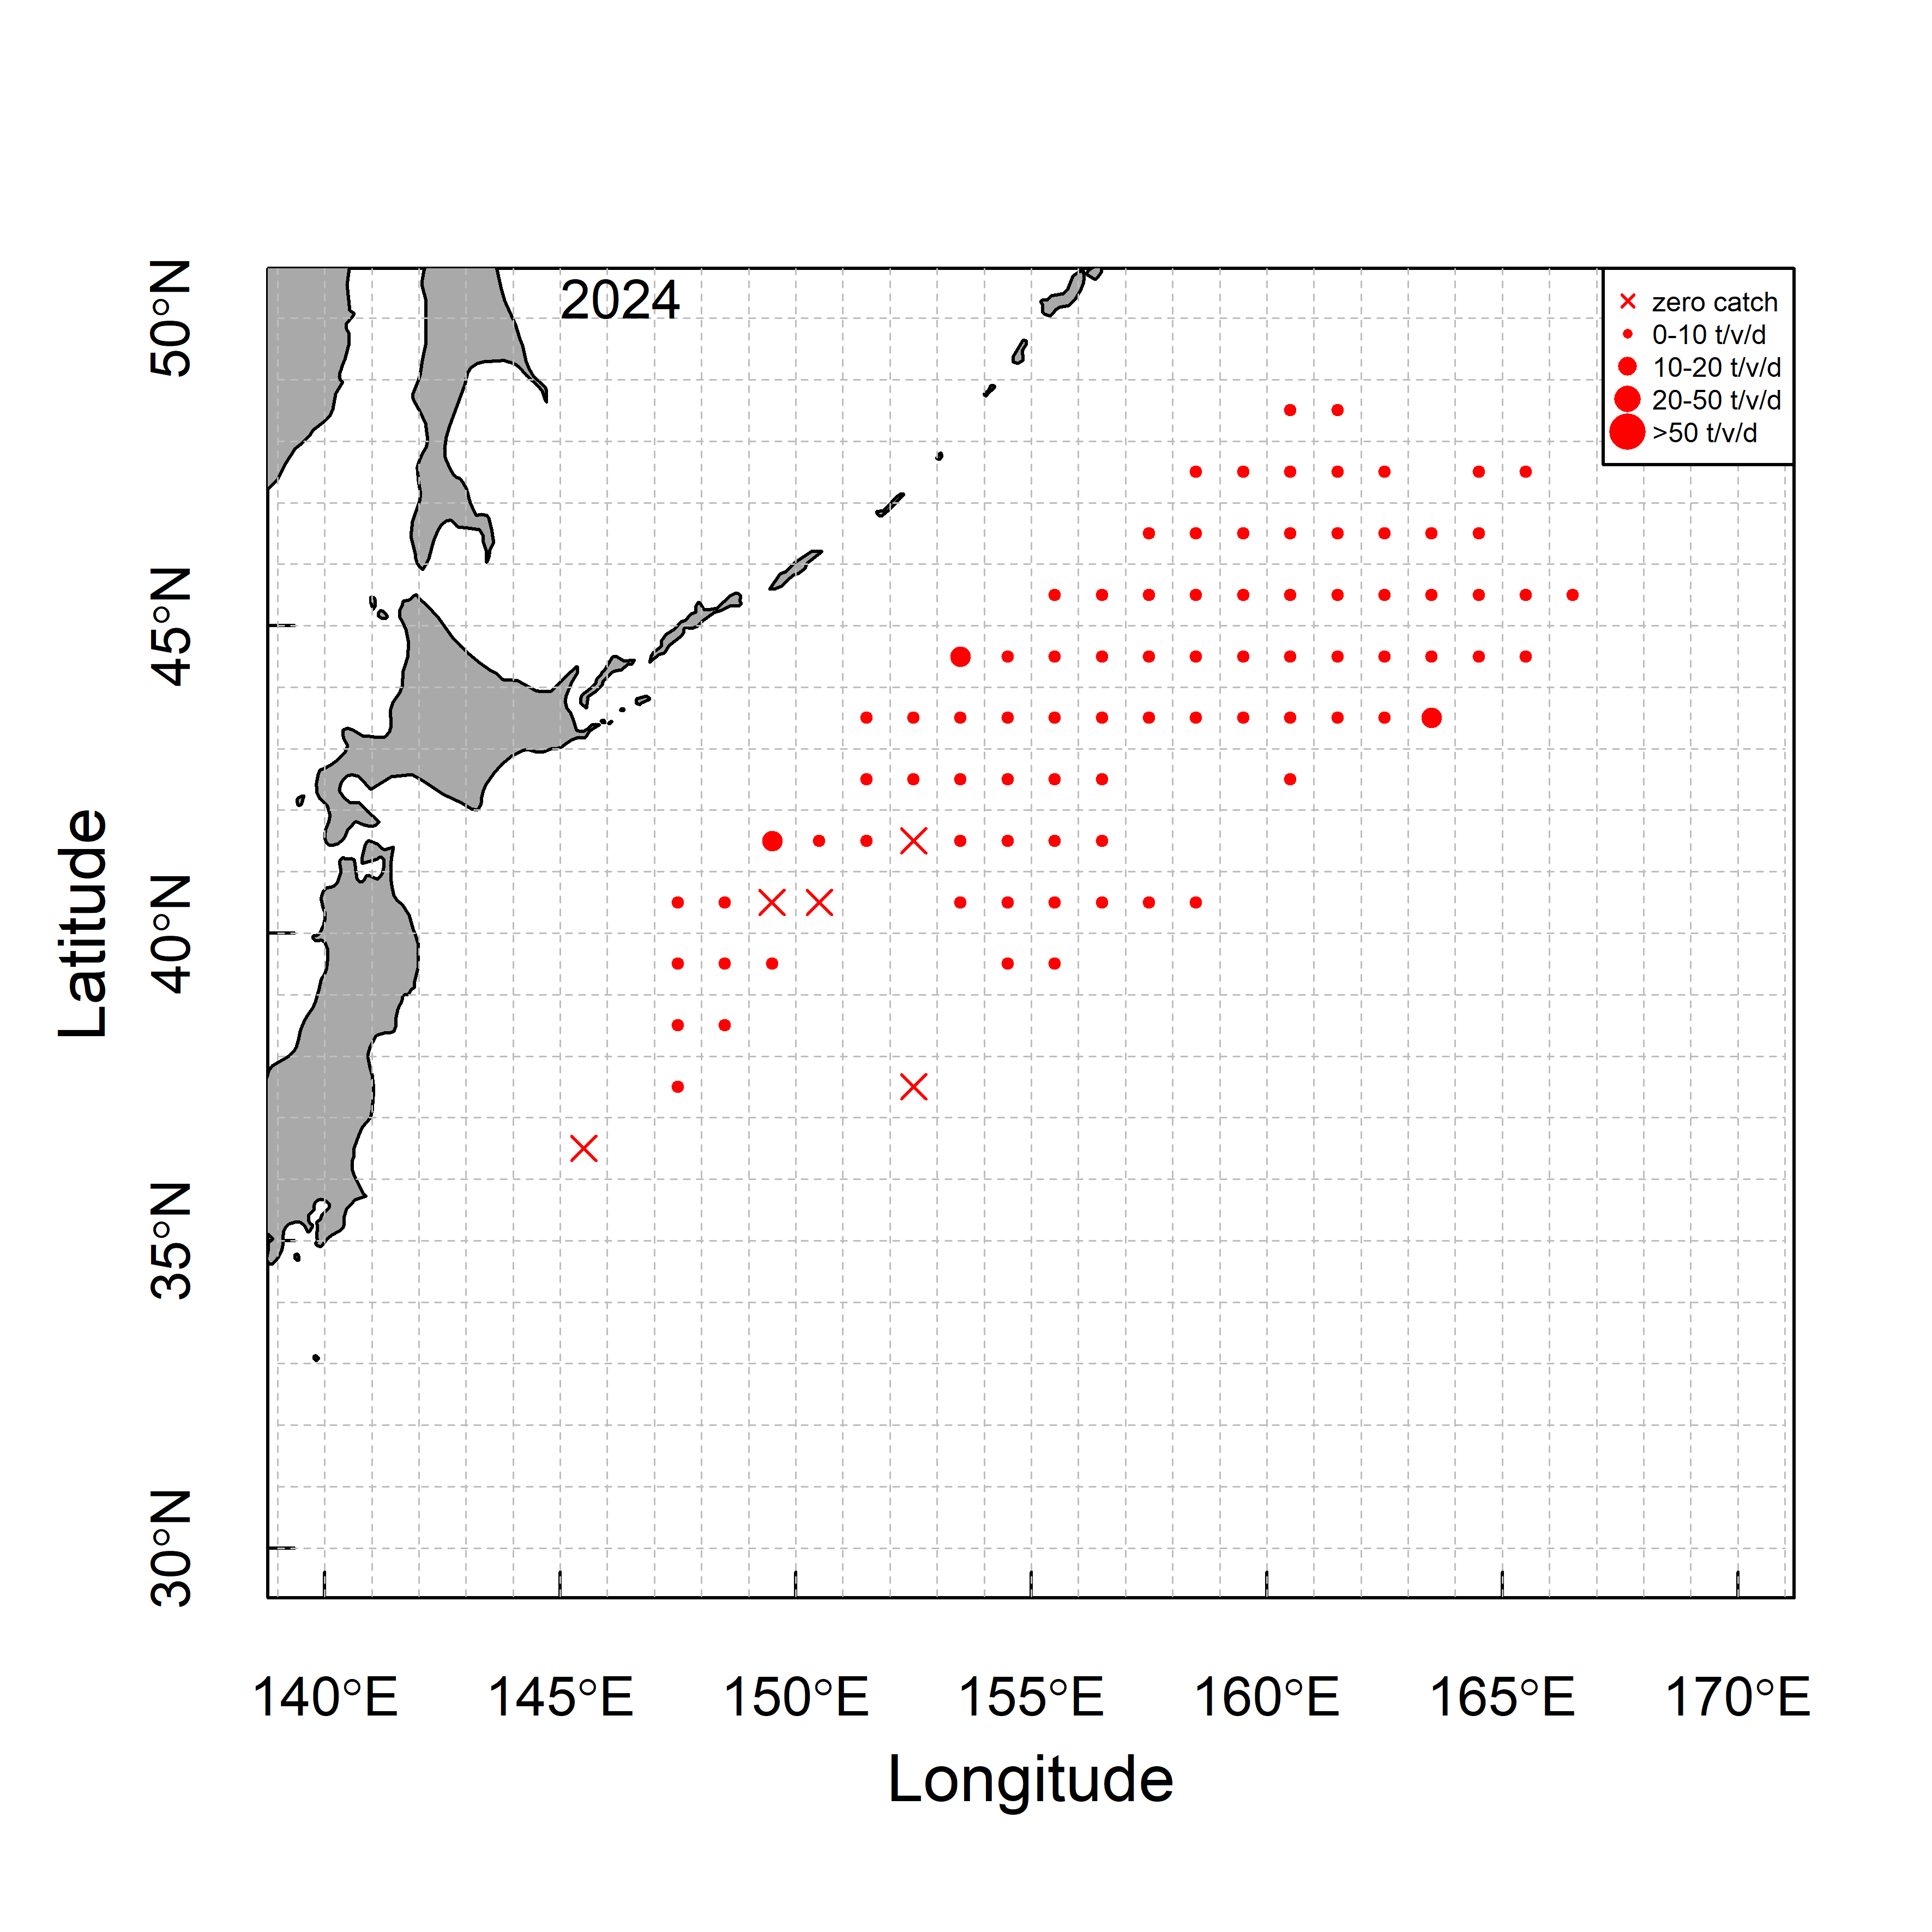 2024
zero catch
0-10 t/v/d
10-20 t/v/d
20-50 t/v/d
>50 t/v/d
50°N
45°N
40°N
35°N
30°N
Latitude
140°E 145°E 150°E 155°E 160°E 165°E 170°E
Longitude